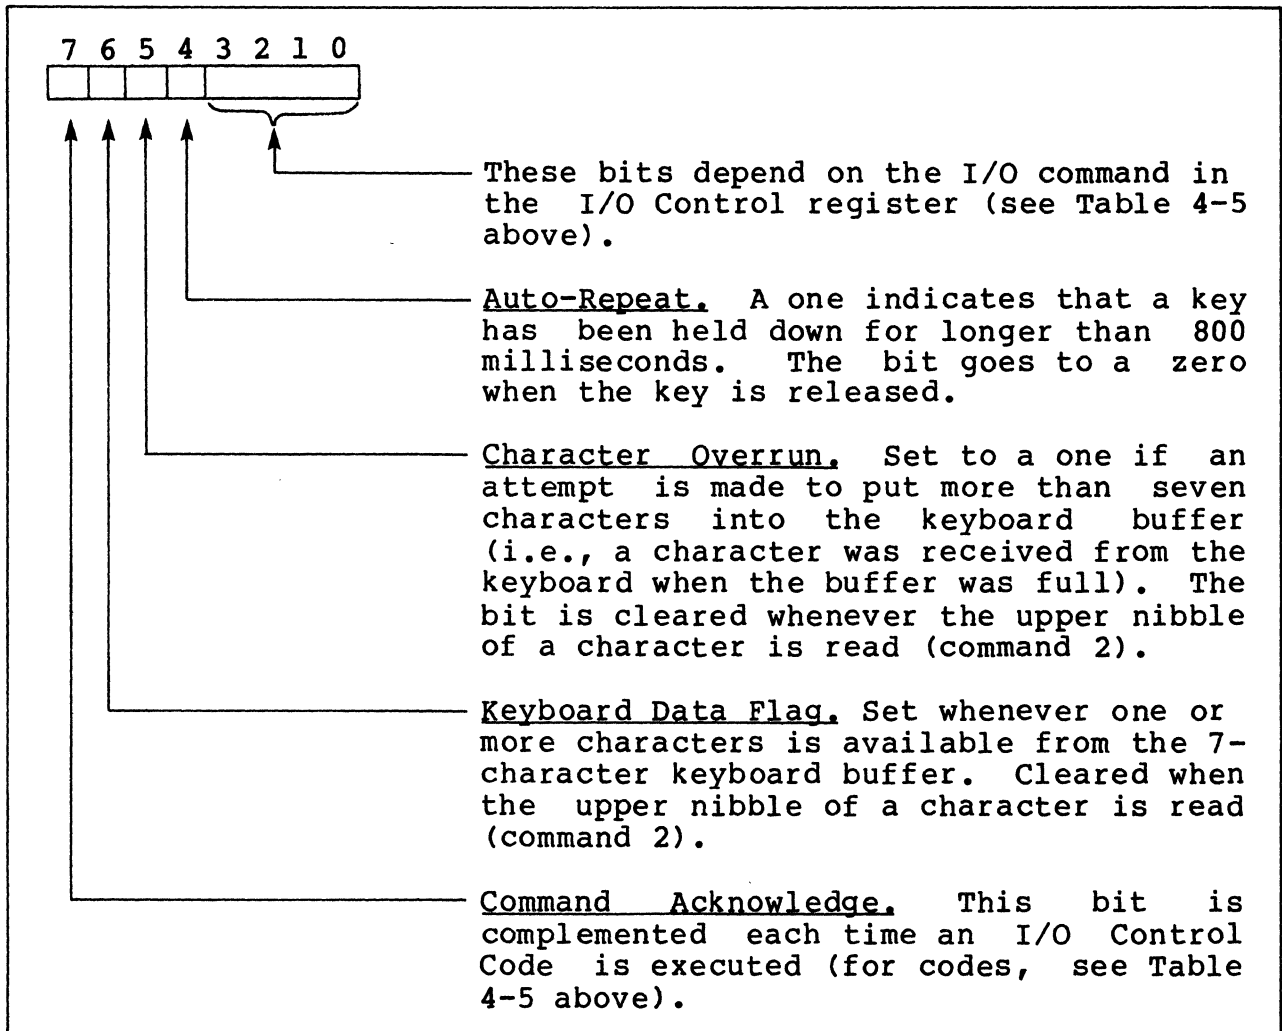 7 6 5 4 3 2 1 0
These bits depend on the I/O command in
the I/O Control register (see Table 4-5
above).
Auto-Repeat. A one indicates that a key
has been held down for longer than 800
milliseconds. The bit goes to a zero
when the key is released.
Character Overrun. Set to a one if an
attempt is made to put more than seven
characters into the keyboard buffer
(i.e., a character was received from the
keyboard when the buffer was full). The
bit is cleared whenever the upper nibble
of a character is read (command 2).
Keyboard Data Flag. Set whenever one or
more characters is available from the 7-
character keyboard buffer. Cleared when
the upper nibble of a character is read
(command 2).
Command Acknowledge. This bit is
complemented each time an I/O Control
Code is executed (for codes, see Table
4-5 above).